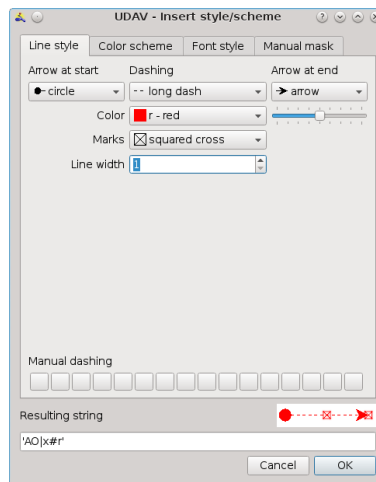 UDAV - Insert style/scheme
Line style Color scheme Font style Manual mask
Arrow at start Dashing Arrow at end
circle -- long dash arrow
Color r - red
Marks squared cross
Line width 1
Manual dashing
Resulting string
'AO|x#r'
Cancel OK